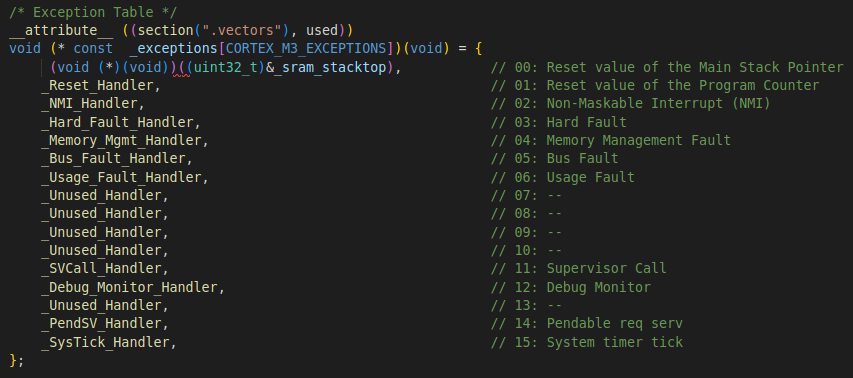 /* Exception Table */
__attribute__ ((section(".vectors"), used))
void (* const  _exceptions[CORTEX_M3_EXCEPTIONS])(void) = {
     (void (*)(void))((uint32_t)&_sram_stacktop),           // 00: Reset value of the Main Stack Pointer
    _Reset_Handler,                                         // 01: Reset value of the Program Counter
    _NMI_Handler,                                           // 02: Non-Maskable Interrupt (NMI)
    _Hard_Fault_Handler,                                    // 03: Hard Fault
    _Memory_Mgmt_Handler,                                   // 04: Memory Management Fault
    _Bus_Fault_Handler,                                     // 05: Bus Fault
    _Usage_Fault_Handler,                                   // 06: Usage Fault
    _Unused_Handler,                                        // 07: --
    _Unused_Handler,                                        // 08: --
    _Unused_Handler,                                        // 09: --
    _Unused_Handler,                                        // 10: --
    _SVCall_Handler,                                        // 11: Supervisor Call
    _Debug_Monitor_Handler,                                 // 12: Debug Monitor
    _Unused_Handler,                                        // 13: --
    _PendSV_Handler,                                        // 14: Pendable req serv
    _SysTick_Handler,                                       // 15: System timer tick
};